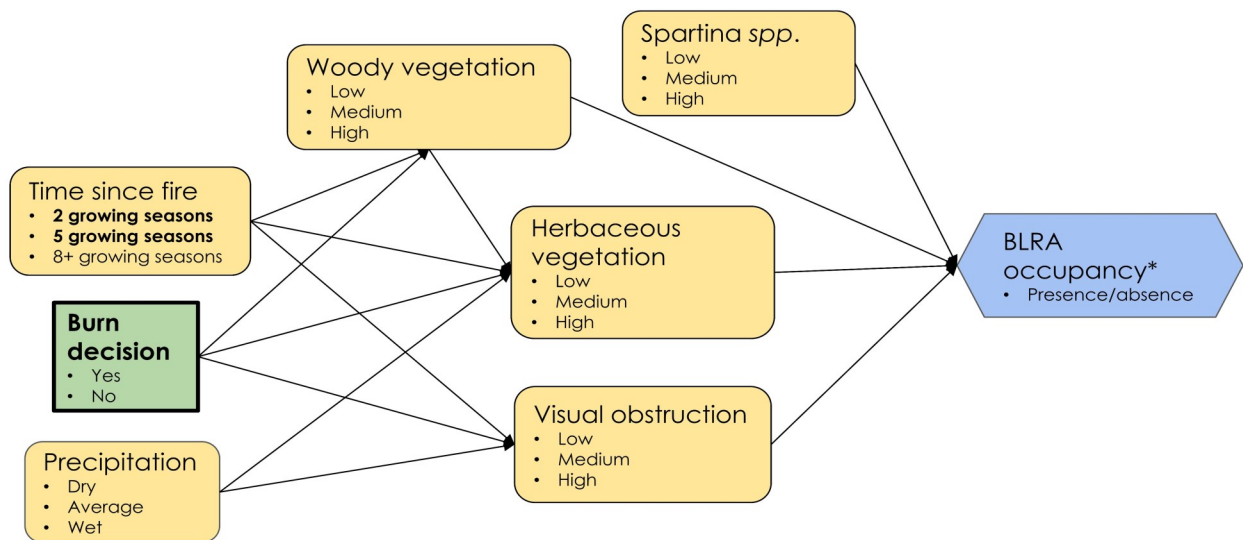 Spartina spp.
• Low
• Medium
• High
Woody vegetation
• Low
• Medium
• High
Time since fire
• 2 growing seasons
• 5 growing seasons
• 8+ growing seasons
Herbaceous
vegetation
• Low
• Medium
• High
BLRA
occupancy*
• Presence/absence
Burn
decision
• Yes
• No
Visual obstruction
• Low
• Medium
• High
Precipitation
• Dry
• Average
• Wet